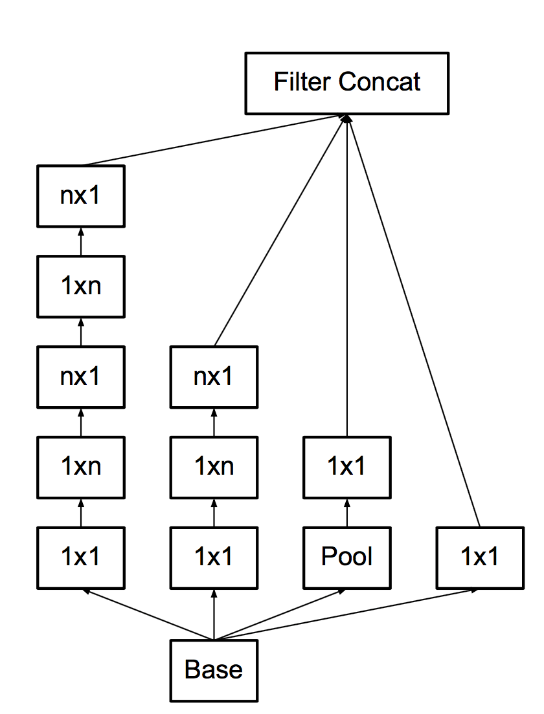 Filter Concat
nx1
1xn
nx1
nx1
1xn
1xn
1x1
1x1
1x1
Pool
1x1
Base